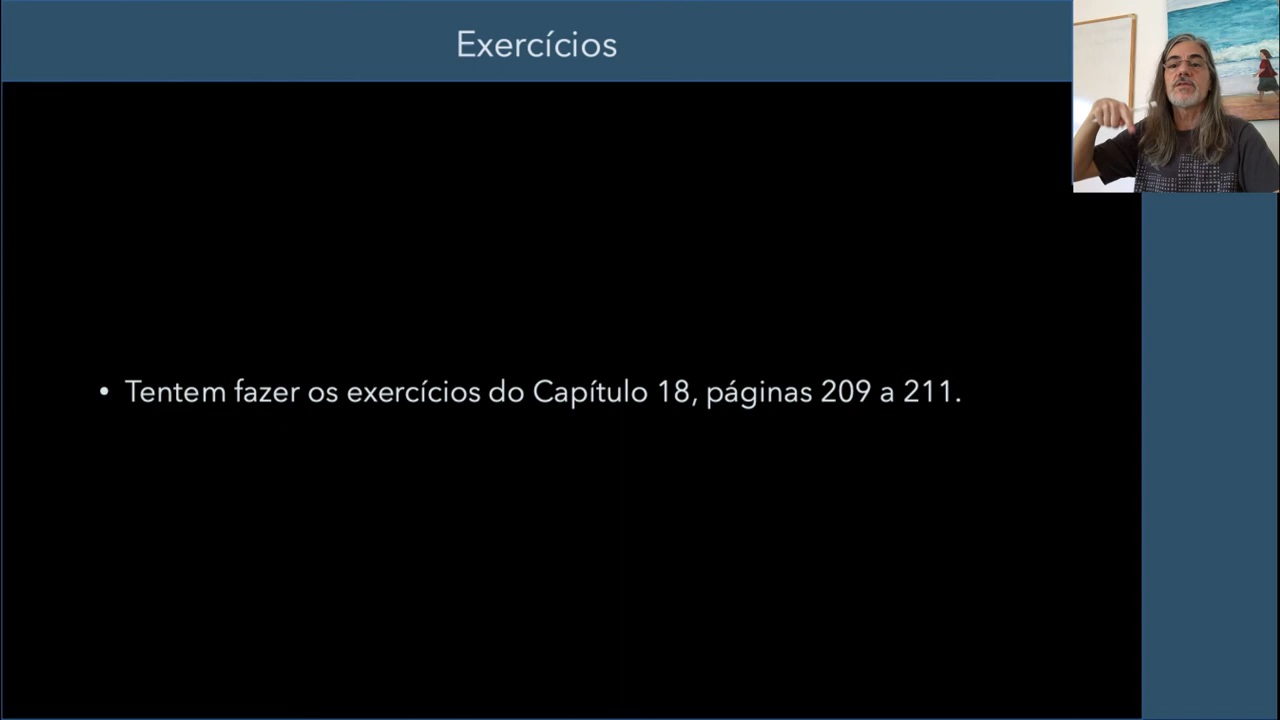 Exercícios
• Tentem fazer os exercícios do Capítulo 18, páginas 209 a 211.